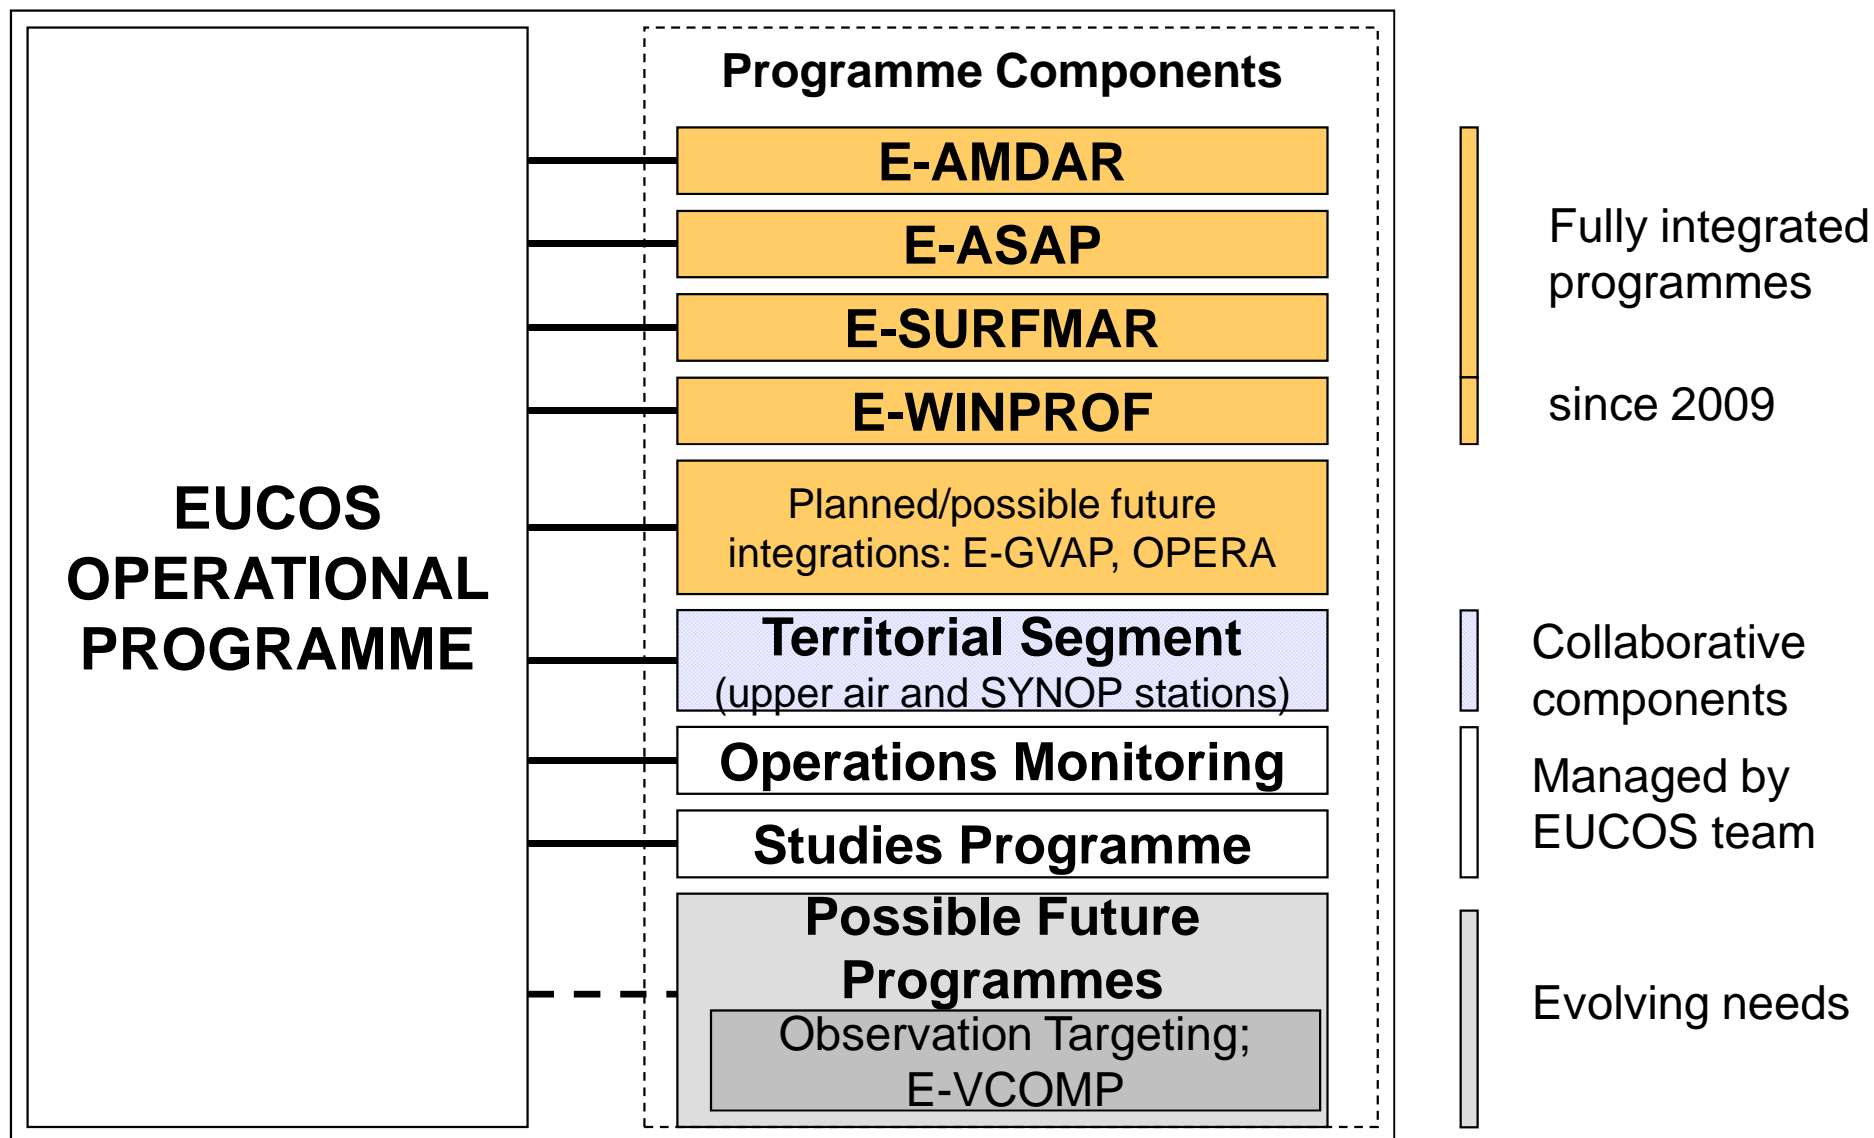 EUCOS
OPERATIONAL
PROGRAMME
Programme Components
E-AMDAR
E-ASAP
E-SURFMAR
E-WINPROF
Planned/possible future
integrations: E-GVAP, OPERA
Territorial Segment
(upper air and SYNOP stations)
Operations Monitoring
Studies Programme
Possible Future
Programmes
Observation Targeting;
E-VCOMP
Fully integrated
programmes
since 2009
Collaborative
components
Managed by
EUCOS team
Evolving needs